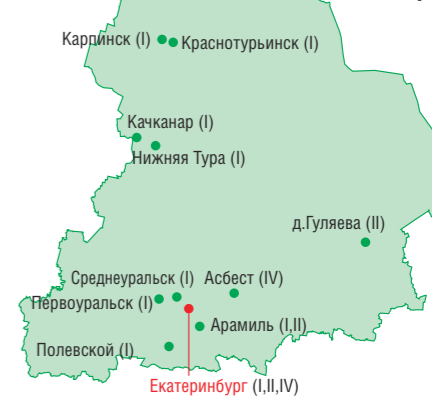 Карпинск (I)
Краснотурьинск (I)
Качканар (I)
Нижняя Тура (I)
д.Гуляева (II)
Среднеуральск (I)
Асбест (IV)
Первоуральск (I)
Арамиль (I,II)
Полевской (I)
Екатеринбург (I,II,IV)